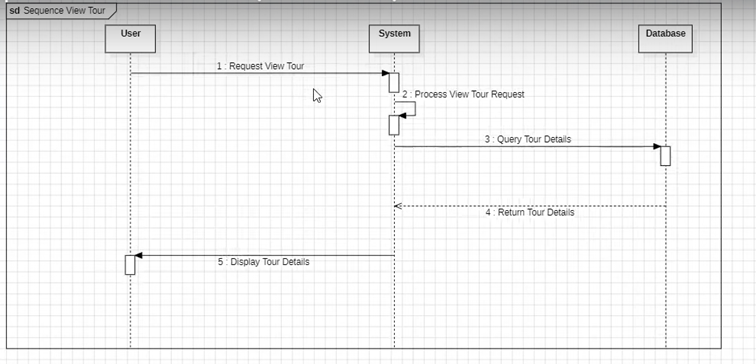 sd Sequence View Tour
User
System
Database
1 : Request View Tour
2 : Process View Tour Request
3 : Query Tour Details
4 : Return Tour Details
5 : Display Tour Details